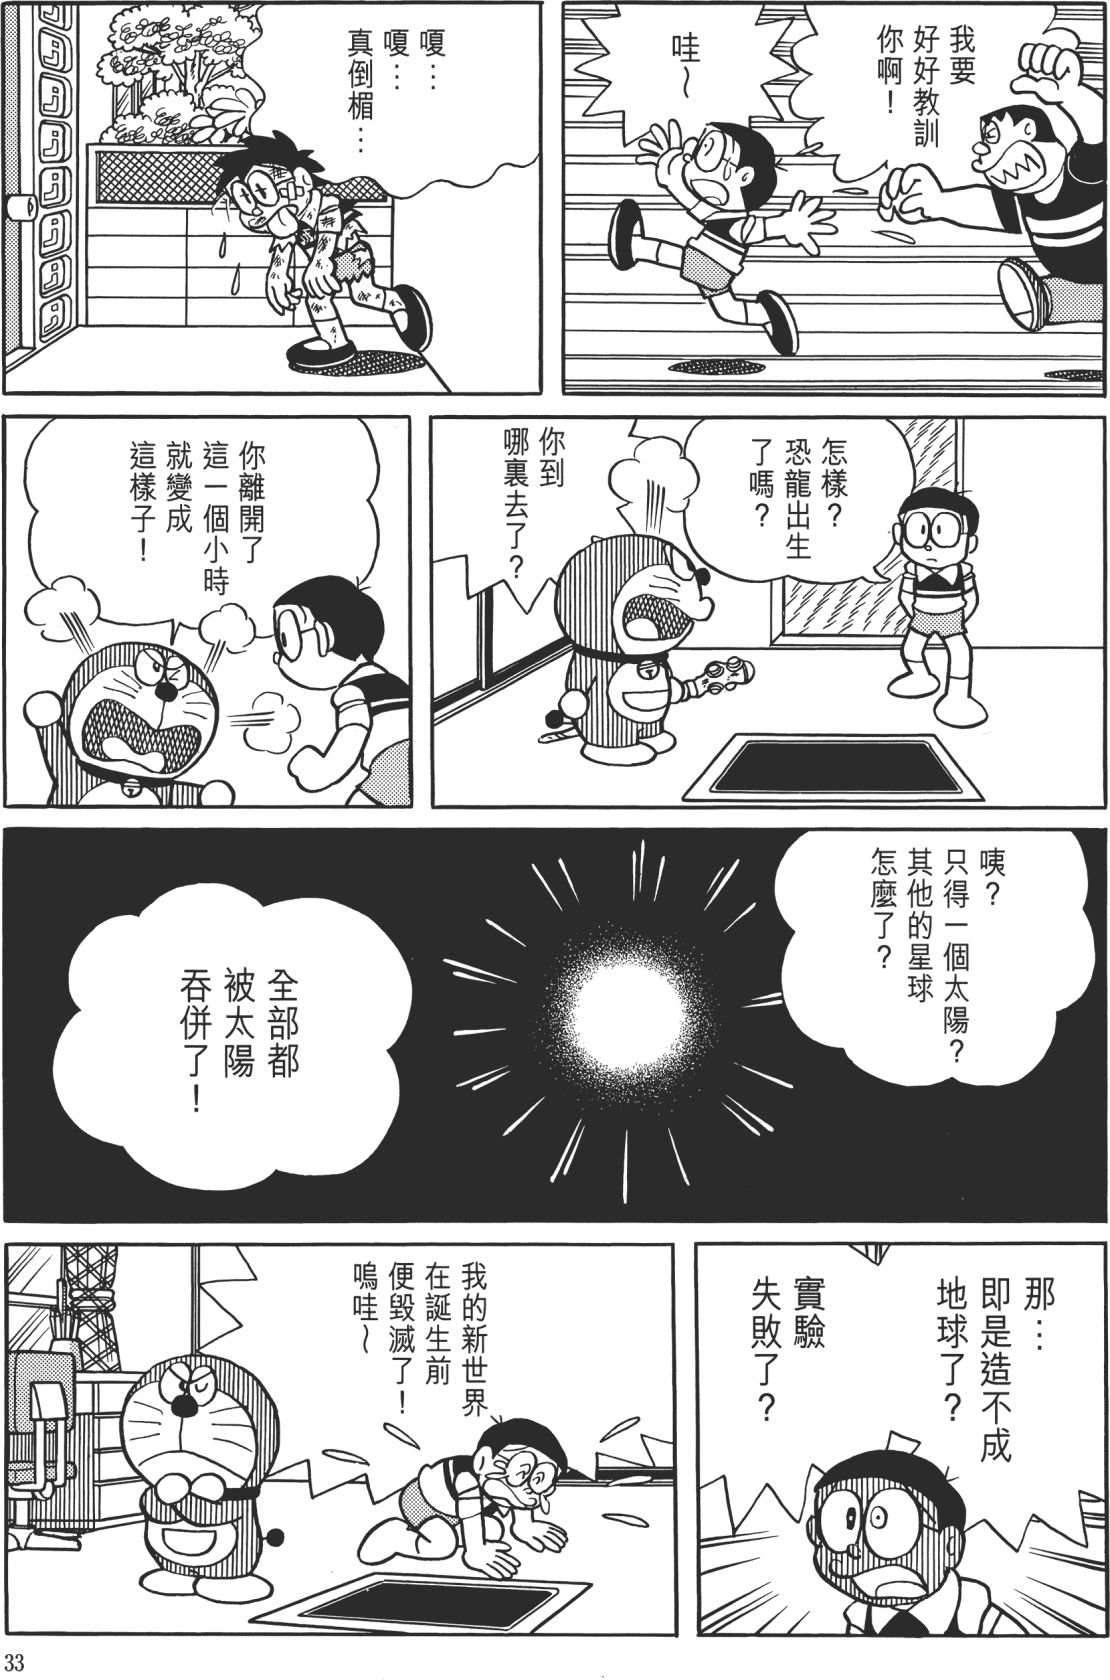 我要
好好教訓
你啊！
哇～
嗄⋯
嗄⋯
真倒楣⋯
怎樣？
恐龍出生
了嗎？
你到
哪裏去了？
你離開了
這一個小時
就變成
這樣子！
咦？
只得一個太陽？
其他的星球
怎麼了？
全部都
被太陽
吞併了！
那⋯
即是造不成
地球了？
實驗
失敗了？
我的新世界
在誕生前
便毀滅了！
嗚哇～
33